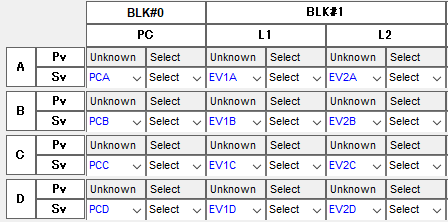 BLK#0 BLK#1
PC L1 L2
A Pv Unknown Select Unknown Select Unknown Select
Sv PCA Select EV1A Select EV2A Select
B Pv Unknown Select Unknown Select Unknown Select
Sv PCB Select EV1B Select EV2B Select
C Pv Unknown Select Unknown Select Unknown Select
Sv PCC Select EV1C Select EV2C Select
D Pv Unknown Select Unknown Select Unknown Select
Sv PCD Select EV1D Select EV2D Select